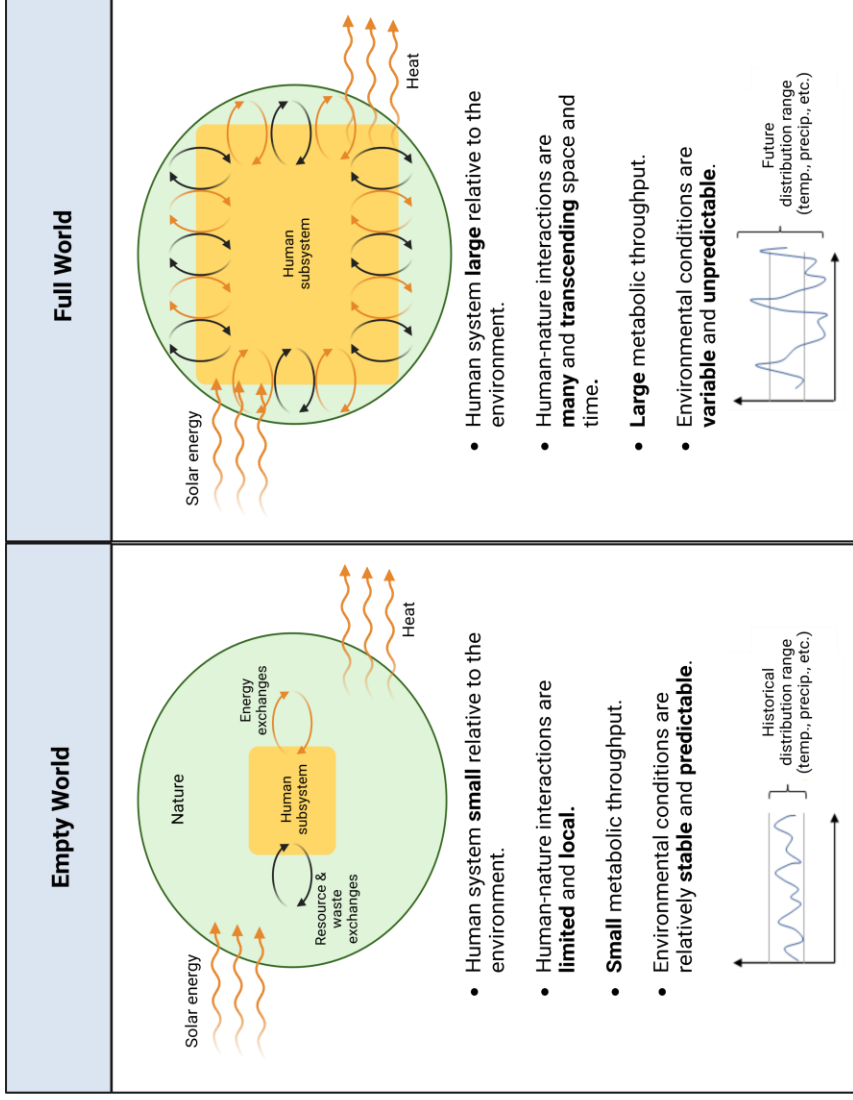 Empty World
Solar energy
Nature
Energy
exchanges
Human
subsystem
Resource &
waste
exchanges
Heat
• Human system small relative to the
environment.
• Human-nature interactions are
limited and local.
• Small metabolic throughput.
• Environmental conditions are
relatively stable and predictable.
Historical
distribution range
(temp., precip., etc.)
Full World
Solar energy
Human
subsystem
Heat
• Human system large relative to the
environment.
• Human-nature interactions are
many and transcending space and
time.
• Large metabolic throughput.
• Environmental conditions are
variable and unpredictable.
Future
distribution range
(temp., precip., etc.)